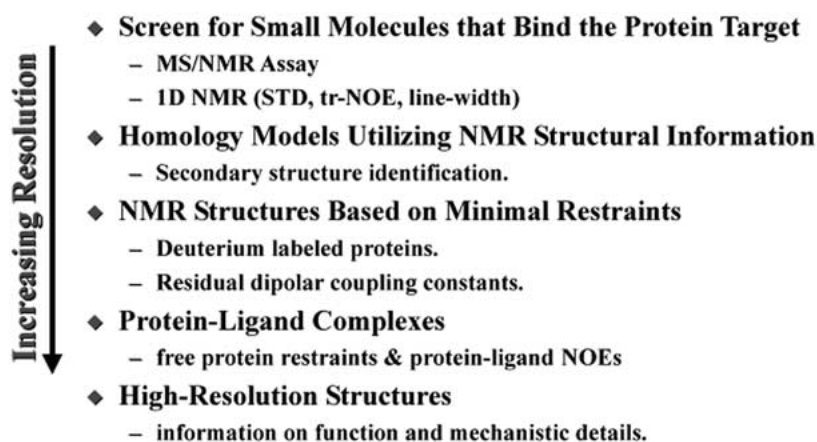 Increasing Resolution
◆ Screen for Small Molecules that Bind the Protein Target
– MS/NMR Assay
– 1D NMR (STD, tr-NOE, line-width)
◆ Homology Models Utilizing NMR Structural Information
– Secondary structure identification.
◆ NMR Structures Based on Minimal Restraints
– Deuterium labeled proteins.
– Residual dipolar coupling constants.
◆ Protein-Ligand Complexes
– free protein restraints & protein-ligand NOEs
◆ High-Resolution Structures
– information on function and mechanistic details.